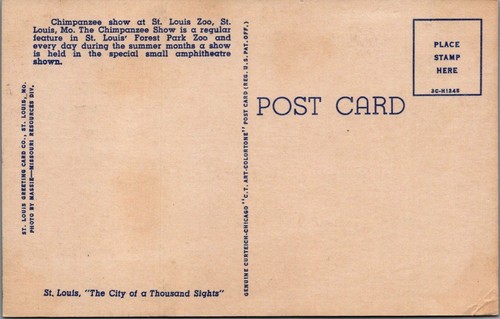 Chimpanzee show at St. Louis Zoo, St.
Louis, Mo. The Chimpanzee Show is a regular
feature in St. Louis' Forest Park Zoo and
every day during the summer months a show
is held in the special small amphitheatre
shown.
ST. LOUIS GREETING CARD CO., ST. LOUIS, MO.
PHOTO BY MASSIE—MISSOURI RESOURCES DIV.
St. Louis, "The City of a Thousand Sights"
GENUINE CURTEICH-CHICAGO "C.T. ART-COLORTONE" POST CARD (REG. U.S. PAT. OFF.)
POST CARD
PLACE
STAMP
HERE
3C-H1248